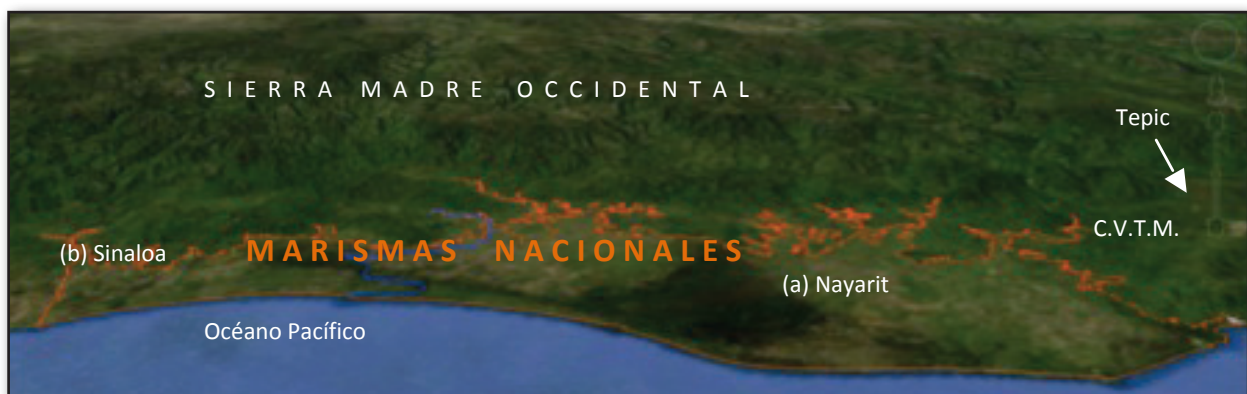 SIERRA MADRE OCCIDENTAL
Tepic
C.V.T.M.
(b) Sinaloa
MARISMAS NACIONALES
(a) Nayarit
Océano Pacífico